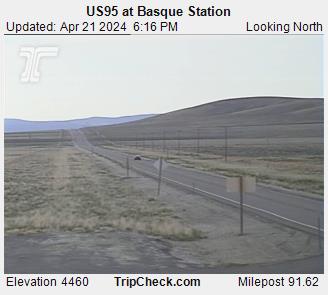 US95 at Basque Station
Updated: Apr 21 2024 6:16 PM Looking North
Elevation 4460 TripCheck.com Milepost 91.62